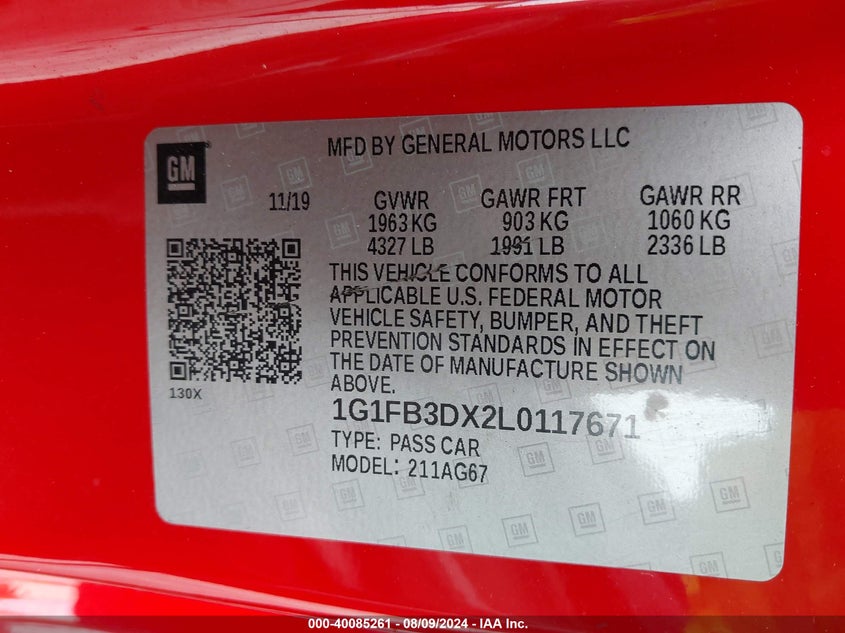 GM
MFD BY GENERAL MOTORS LLC
11/19 GVWR GAWR FRT GAWR RR
1963 KG 903 KG 1060 KG
4327 LB 1991 LB 2336 LB
THIS VEHICLE CONFORMS TO ALL
APPLICABLE U.S. FEDERAL MOTOR
VEHICLE SAFETY, BUMPER, AND THEFT
PREVENTION STANDARDS IN EFFECT ON
THE DATE OF MANUFACTURE SHOWN
ABOVE.
130X
1G1FB3DX2L0117671
TYPE: PASS CAR
MODEL: 211AG67
000-40085261 - 08/09/2024 - IAAI.com